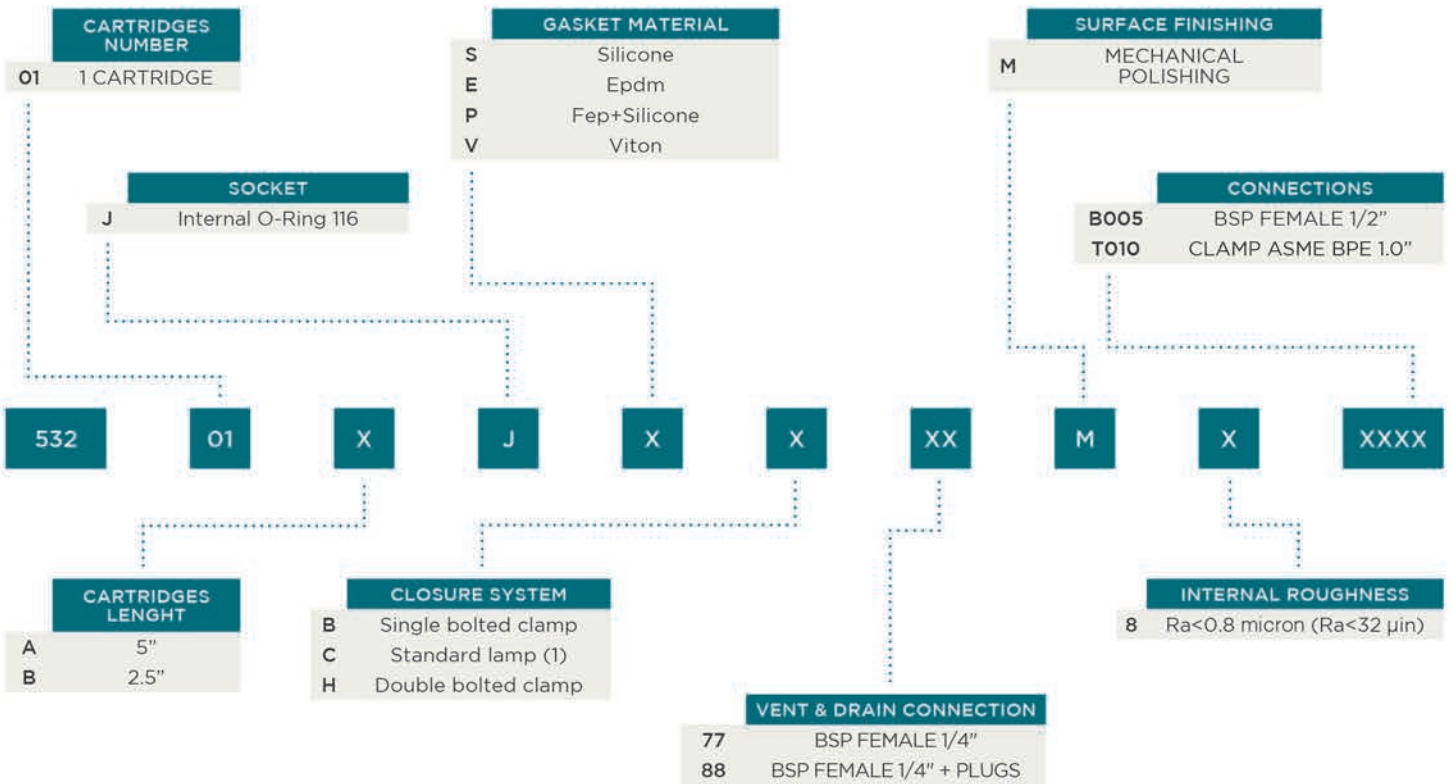 CARTRIDGES
NUMBER
01 1 CARTRIDGE
GASKET MATERIAL
S Silicone
E Epdm
P Fep+Silicone
V Viton
SURFACE FINISHING
M MECHANICAL
POLISHING
SOCKET
J Internal O-Ring 116
CONNECTIONS
B005 BSP FEMALE 1/2"
T010 CLAMP ASME BPE 1.0"
532 01 X J X X XX M X XXXX
CARTRIDGES
LENGHT
A 5"
B 2.5"
CLOSURE SYSTEM
B Single bolted clamp
C Standard lamp (1)
H Double bolted clamp
INTERNAL ROUGHNESS
8 Ra<0.8 micron (Ra<32 µin)
VENT & DRAIN CONNECTION
77 BSP FEMALE 1/4"
88 BSP FEMALE 1/4" + PLUGS